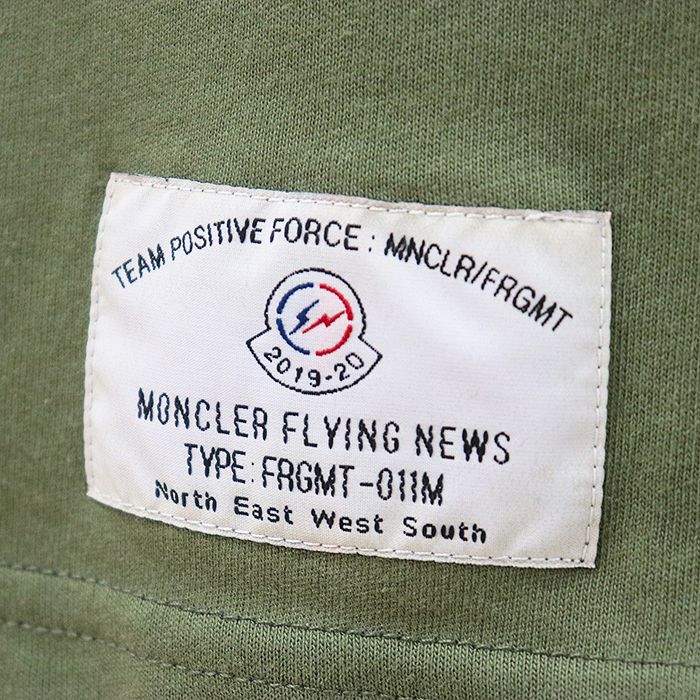 TEAM POSITIVE FORCE : MNCLR/FRGMT
2019-20
MONCLER FLYING NEWS
TYPE: FRGMT-011M
North East West South